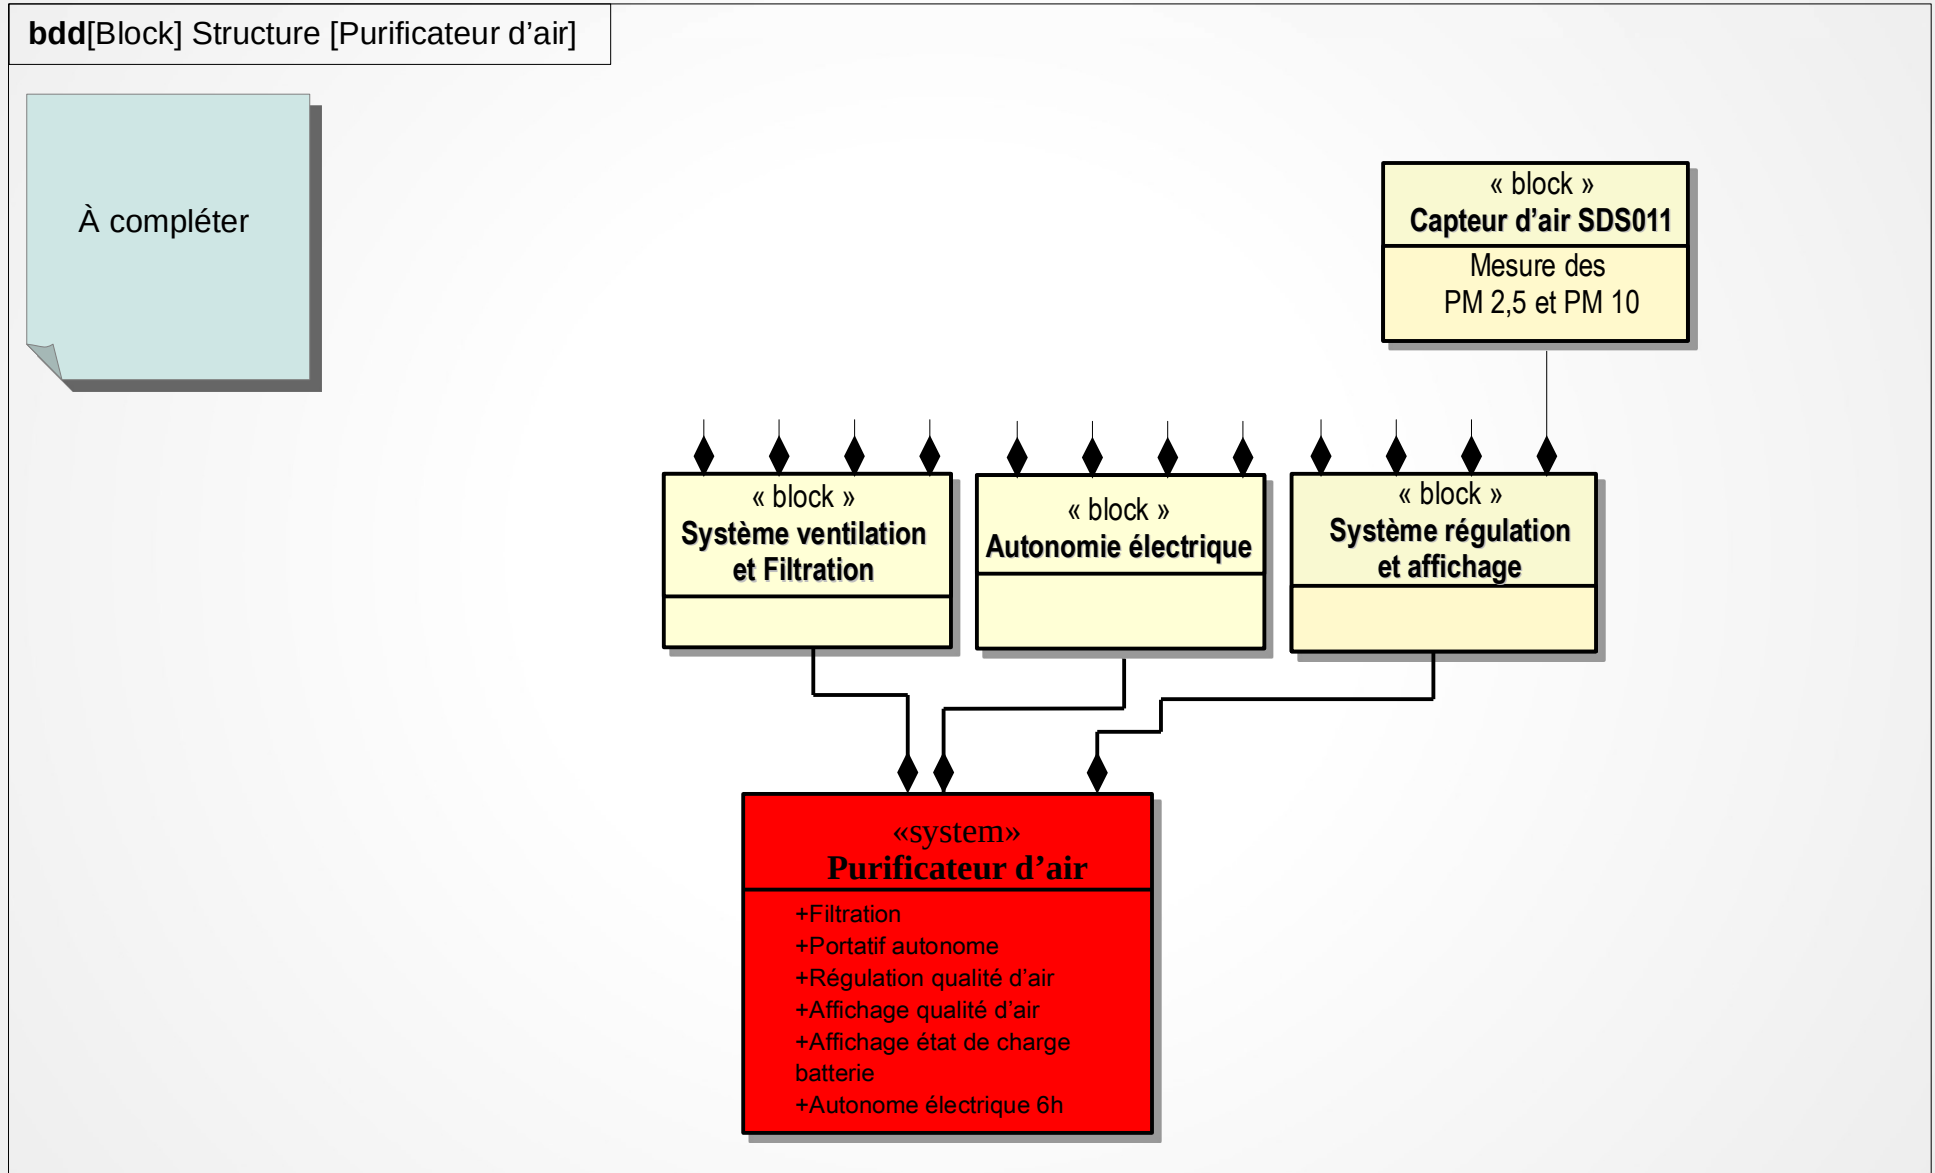 bdd[Block] Structure [Purificateur d’air]
À compléter
« block »
Capteur d’air SDS011
Mesure des
PM 2,5 et PM 10
« block »
Système ventilation
et Filtration
« block »
Autonomie électrique
« block »
Système régulation
et affichage
«system»
Purificateur d’air
+Filtration
+Portatif autonome
+Régulation qualité d’air
+Affichage qualité d’air
+Affichage état de charge
batterie
+Autonome électrique 6h